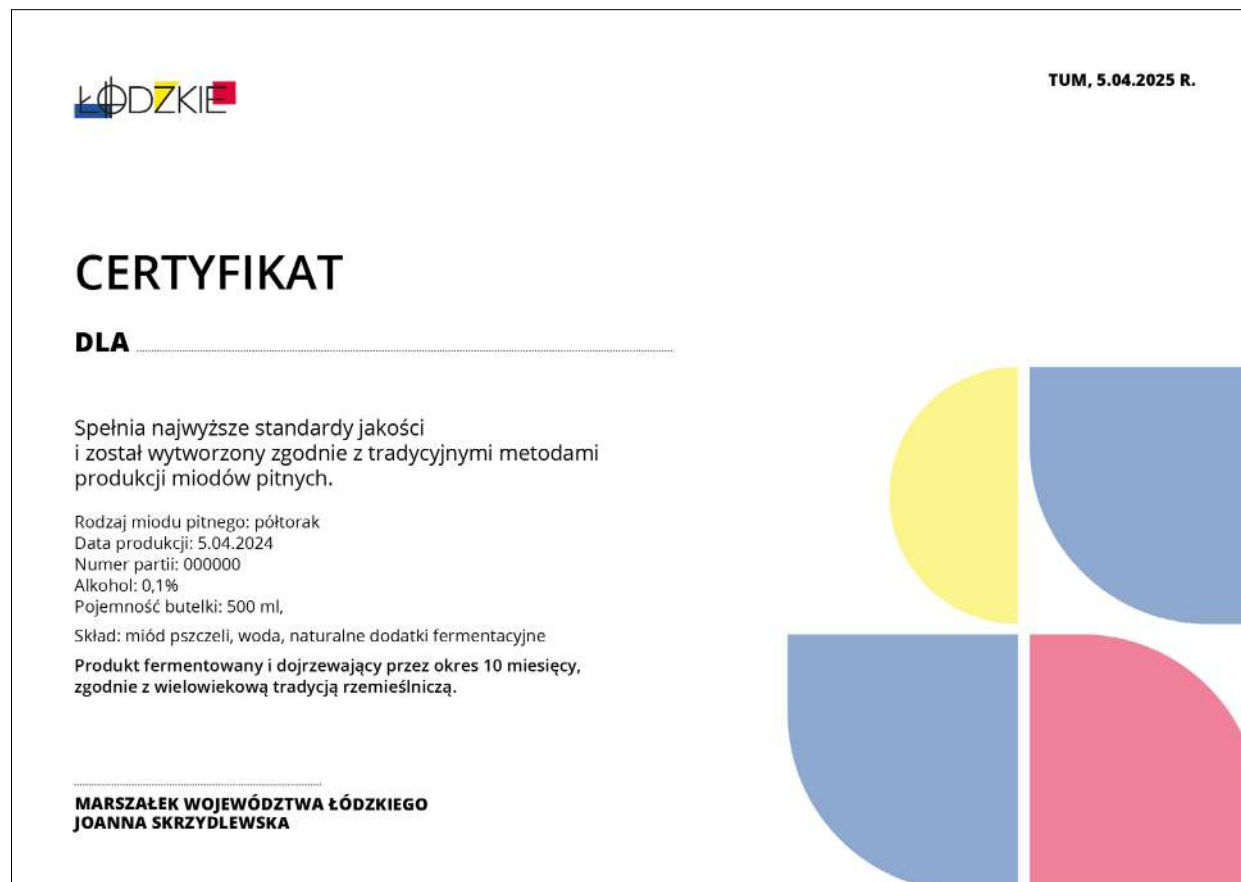 ŁÓDZKIE
TUM, 5.04.2025 R.
CERTYFIKAT
DLA
Spełnia najwyższe standardy jakości
i został wytworzony zgodnie z tradycyjnymi metodami
produkcji miodów pitnych.
Rodzaj miodu pitnego: półtorak
Data produkcji: 5.04.2024
Numer partii: 000000
Alkohol: 0,1%
Pojemność butelki: 500 ml,
Skład: miód pszczeli, woda, naturalne dodatki fermentacyjne
Produkt fermentowany i dojrzewający przez okres 10 miesięcy,
zgodnie z wielowiekową tradycją rzemieślniczą.
MARSZAŁEK WOJEWÓDZTWA ŁÓDZKIEGO
JOANNA SKRZYDLEWSKA